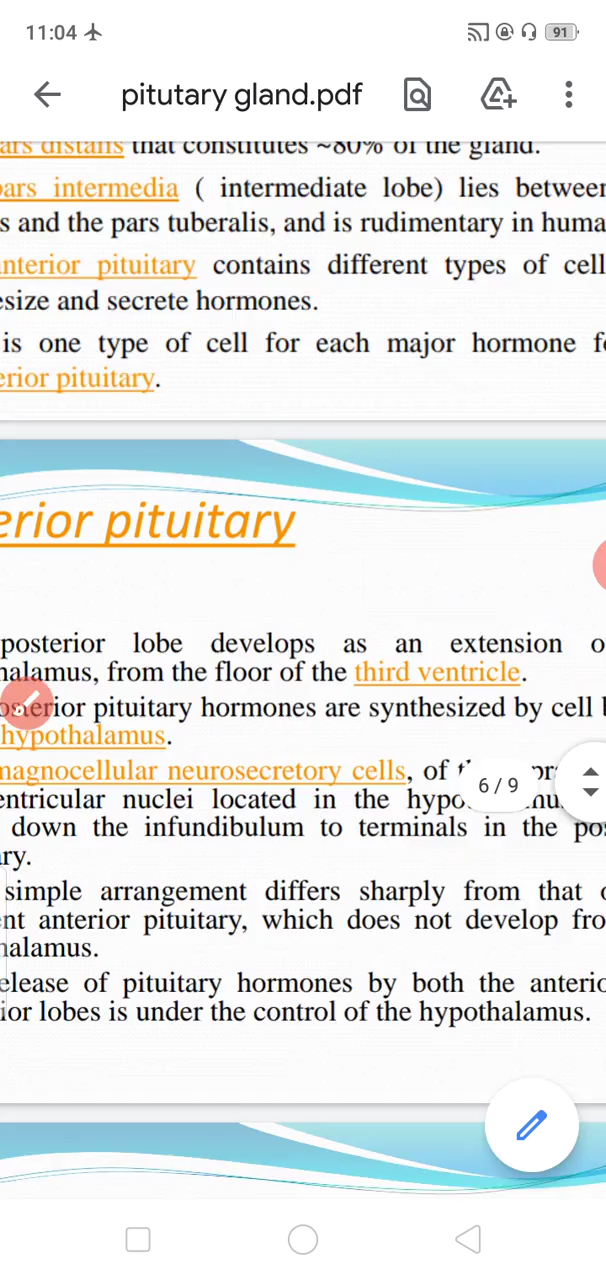 11:04
91
pitutary gland.pdf
ars distalis that constitutes ~80% of the gland.
pars intermedia ( intermediate lobe) lies between
s and the pars tuberalis, and is rudimentary in huma
anterior pituitary contains different types of cell
esize and secrete hormones.
is one type of cell for each major hormone fo
erior pituitary.
erior pituitary
posterior lobe develops as an extension o
halamus, from the floor of the third ventricle.
osterior pituitary hormones are synthesized by cell b
hypothalamus.
magnocellular neurosecretory cells, of pr
6 / 9
entricular nuclei located in the hypo mu
down the infundibulum to terminals in the pos
ary.
simple arrangement differs sharply from that o
nt anterior pituitary, which does not develop fro
halamus.
elease of pituitary hormones by both the anterio
ior lobes is under the control of the hypothalamus.